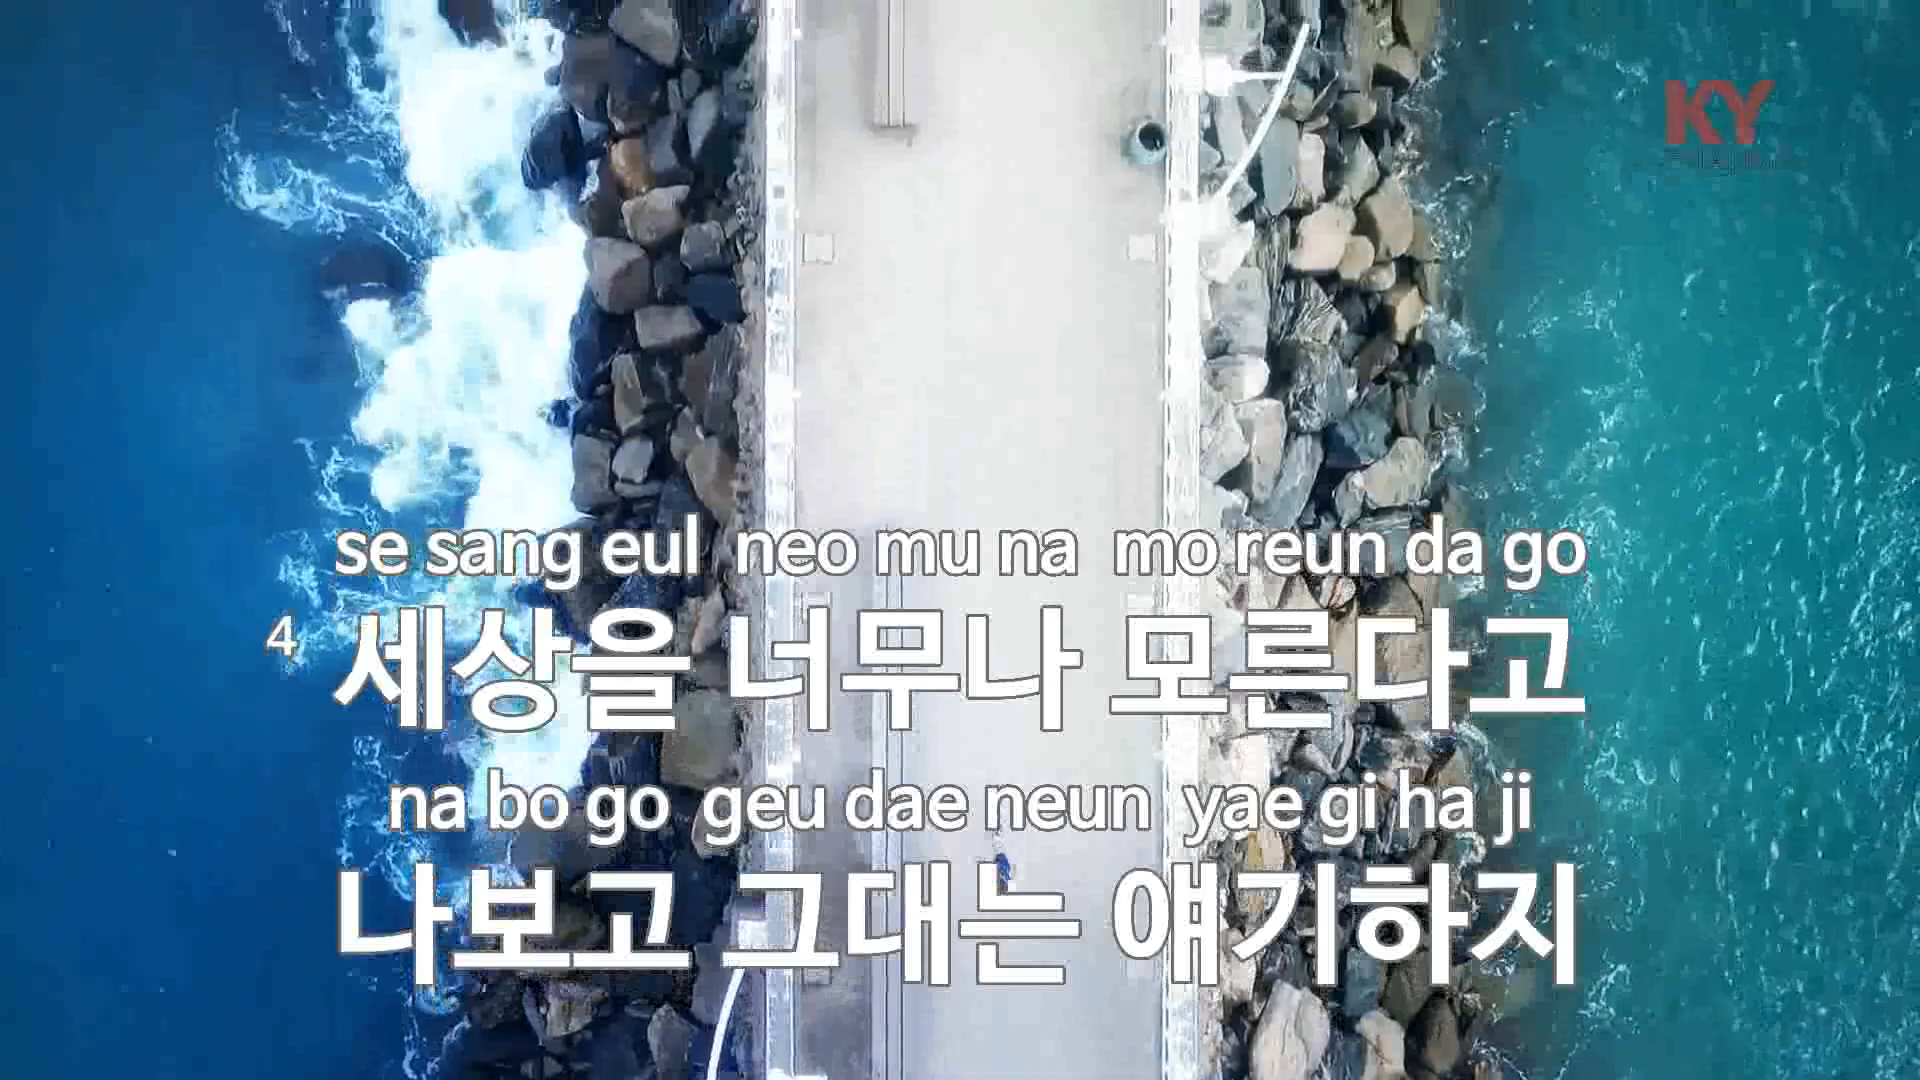 KY
se sang eul neo mu na mo reun da go
4 세상을 너무나 모른다고
na bo go geu dae neun yae gi ha ji
나보고 그대는 얘기하지